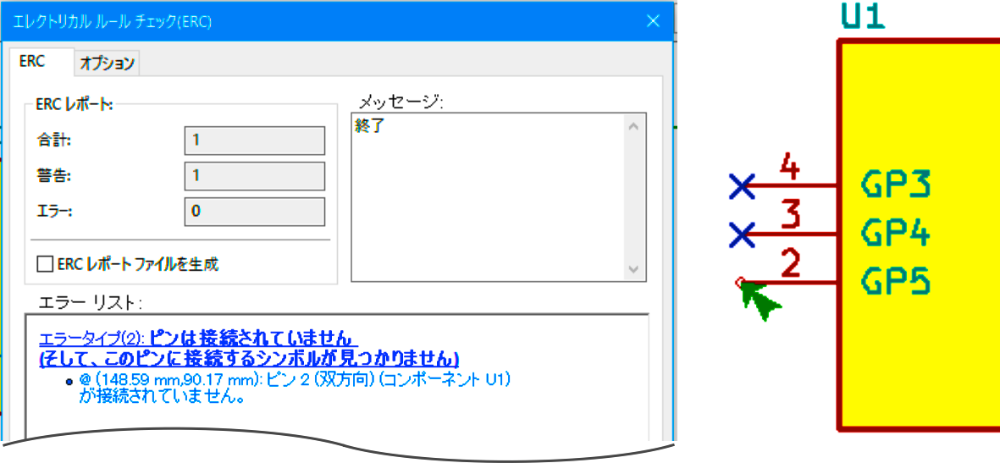 エレクトリカル ルール チェック(ERC)
ERC
オプション
ERC レポート:
合計:
1
警告:
1
エラー:
0
ERC レポート ファイルを生成
メッセージ:
終了
エラー リスト:
エラータイプ(2): ピンは接続されていません
(そして、このピンに接続するシンボルが見つかりません)
@ (148.59 mm,90.17 mm): ピン 2 (双方向) (コンポーネント U1)
が接続されていません。
U1
4
GP3
3
GP4
2
GP5